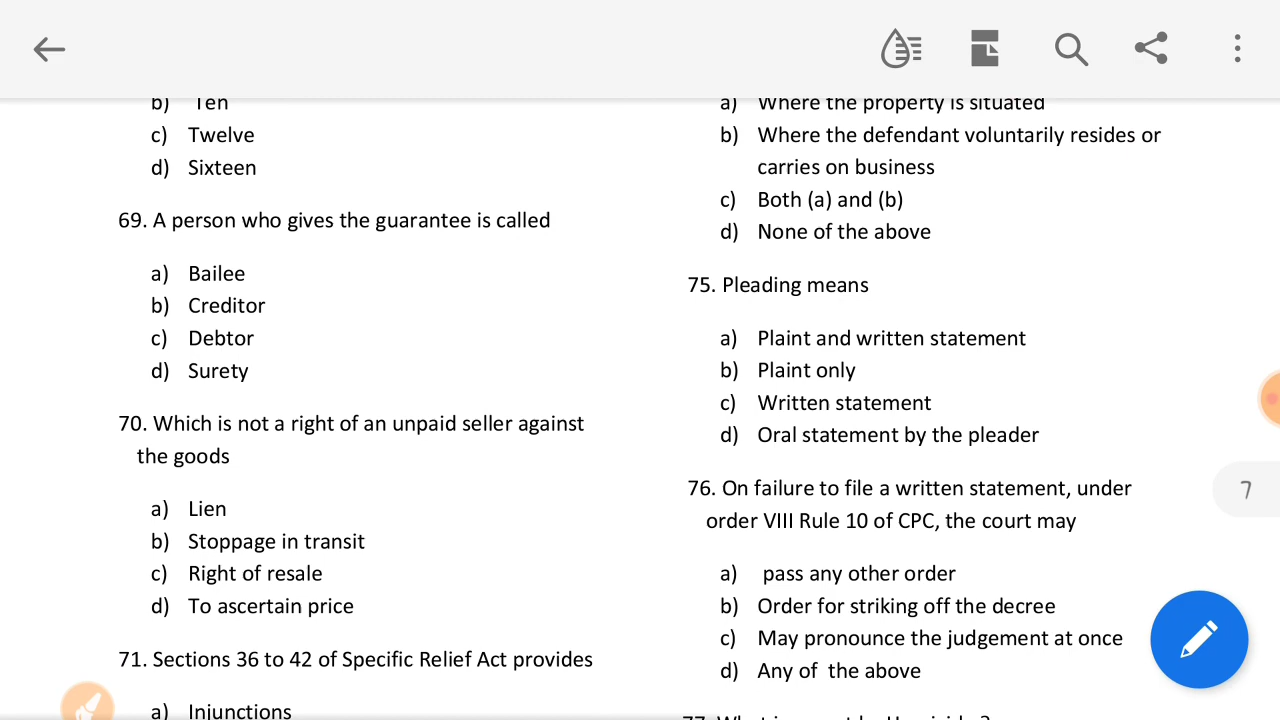 b) Ten
c) Twelve
d) Sixteen
69. A person who gives the guarantee is called
a) Bailee
b) Creditor
c) Debtor
d) Surety
70. Which is not a right of an unpaid seller against
the goods
a) Lien
b) Stoppage in transit
c) Right of resale
d) To ascertain price
71. Sections 36 to 42 of Specific Relief Act provides
a) Injunctions
a) Where the property is situated
b) Where the defendant voluntarily resides or
carries on business
c) Both (a) and (b)
d) None of the above
75. Pleading means
a) Plaint and written statement
b) Plaint only
c) Written statement
d) Oral statement by the pleader
76. On failure to file a written statement, under
order VIII Rule 10 of CPC, the court may
a) pass any other order
b) Order for striking off the decree
c) May pronounce the judgement at once
d) Any of the above
7